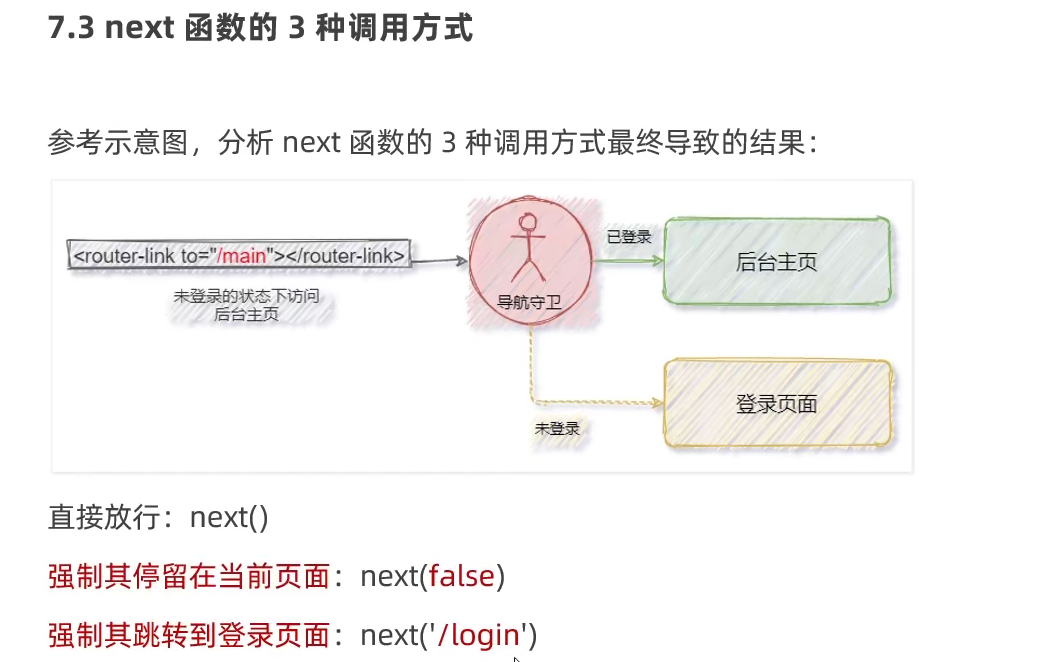 7.3 next 函数的 3 种调用方式
参考示意图，分析 next 函数的 3 种调用方式最终导致的结果：
<router-link to="/main"></router-link>
未登录的状态下访问
后台主页
导航守卫
已登录
后台主页
未登录
登录页面
直接放行：next()
强制其停留在当前页面：next(false)
强制其跳转到登录页面：next('/login')